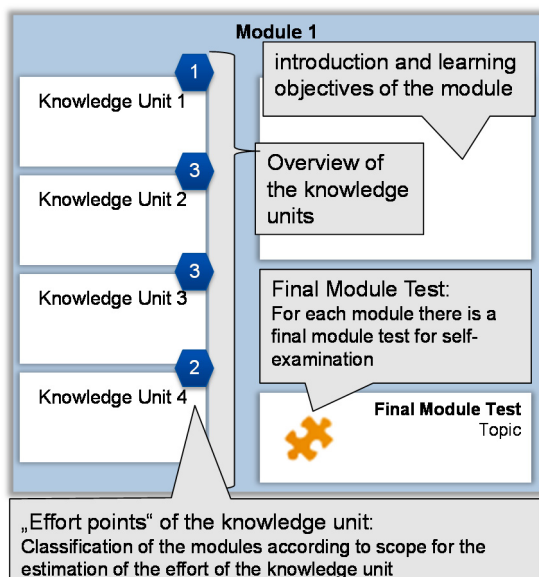 Module 1
1
Knowledge Unit 1
3
Knowledge Unit 2
3
Knowledge Unit 3
2
Knowledge Unit 4
introduction and learning
objectives of the module
Overview of
the knowledge
units
Final Module Test:
For each module there is a
final module test for self-
examination
Final Module Test
Topic
„Effort points“ of the knowledge unit:
Classification of the modules according to scope for the
estimation of the effort of the knowledge unit